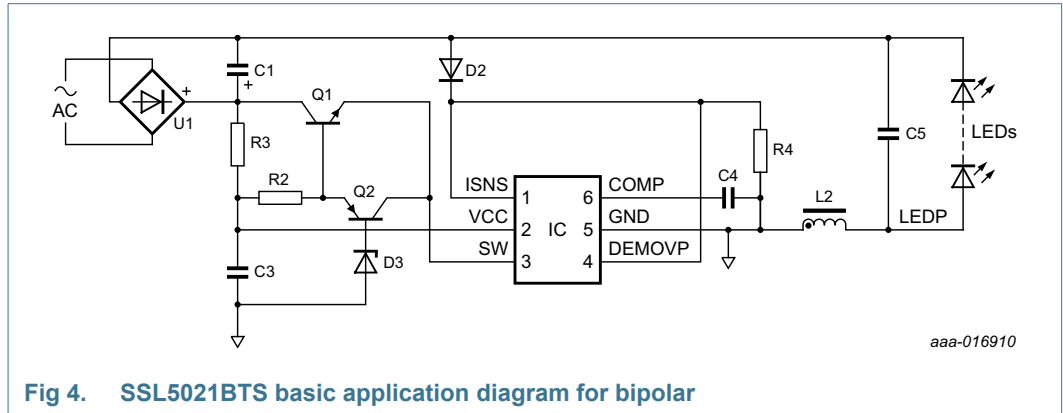 C1
+
D2
Q1
+
AC
U1
C5
LEDs
R3
R4
R2
Q2
ISNS
COMP
C4
L2
1
6
VCC
GND
LEDP
2
IC
5
SW
DEMOVP
C3
D3
3
4
aaa-016910
Fig 4. SSL5021BTS basic application diagram for bipolar